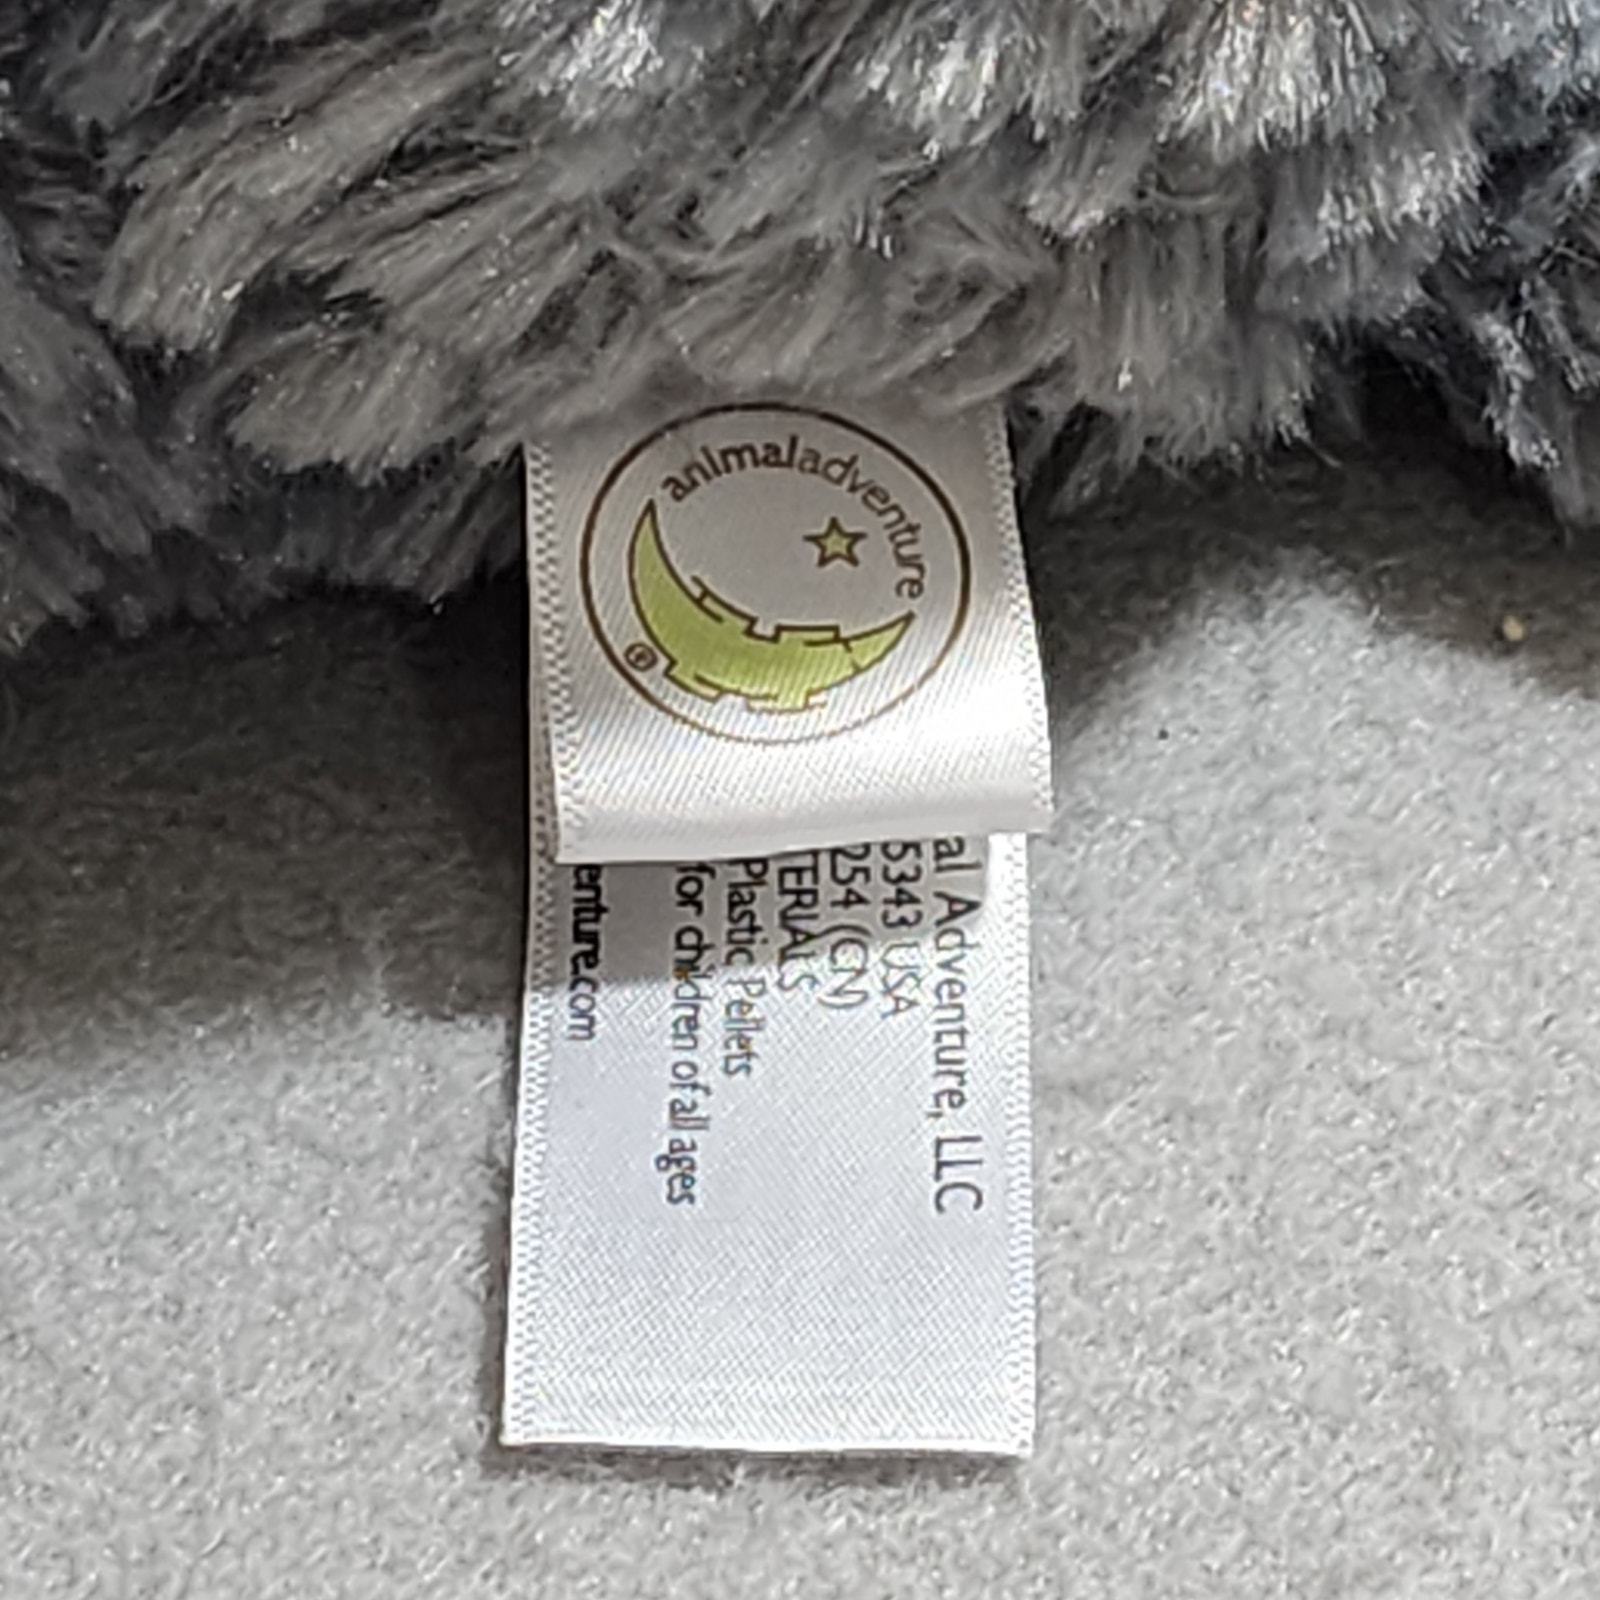 animaladventure
®
al Adventure, LLC
5343 USA
254 (CN)
TERIALS
Plastic Pellets
for children of all ages
enture.com